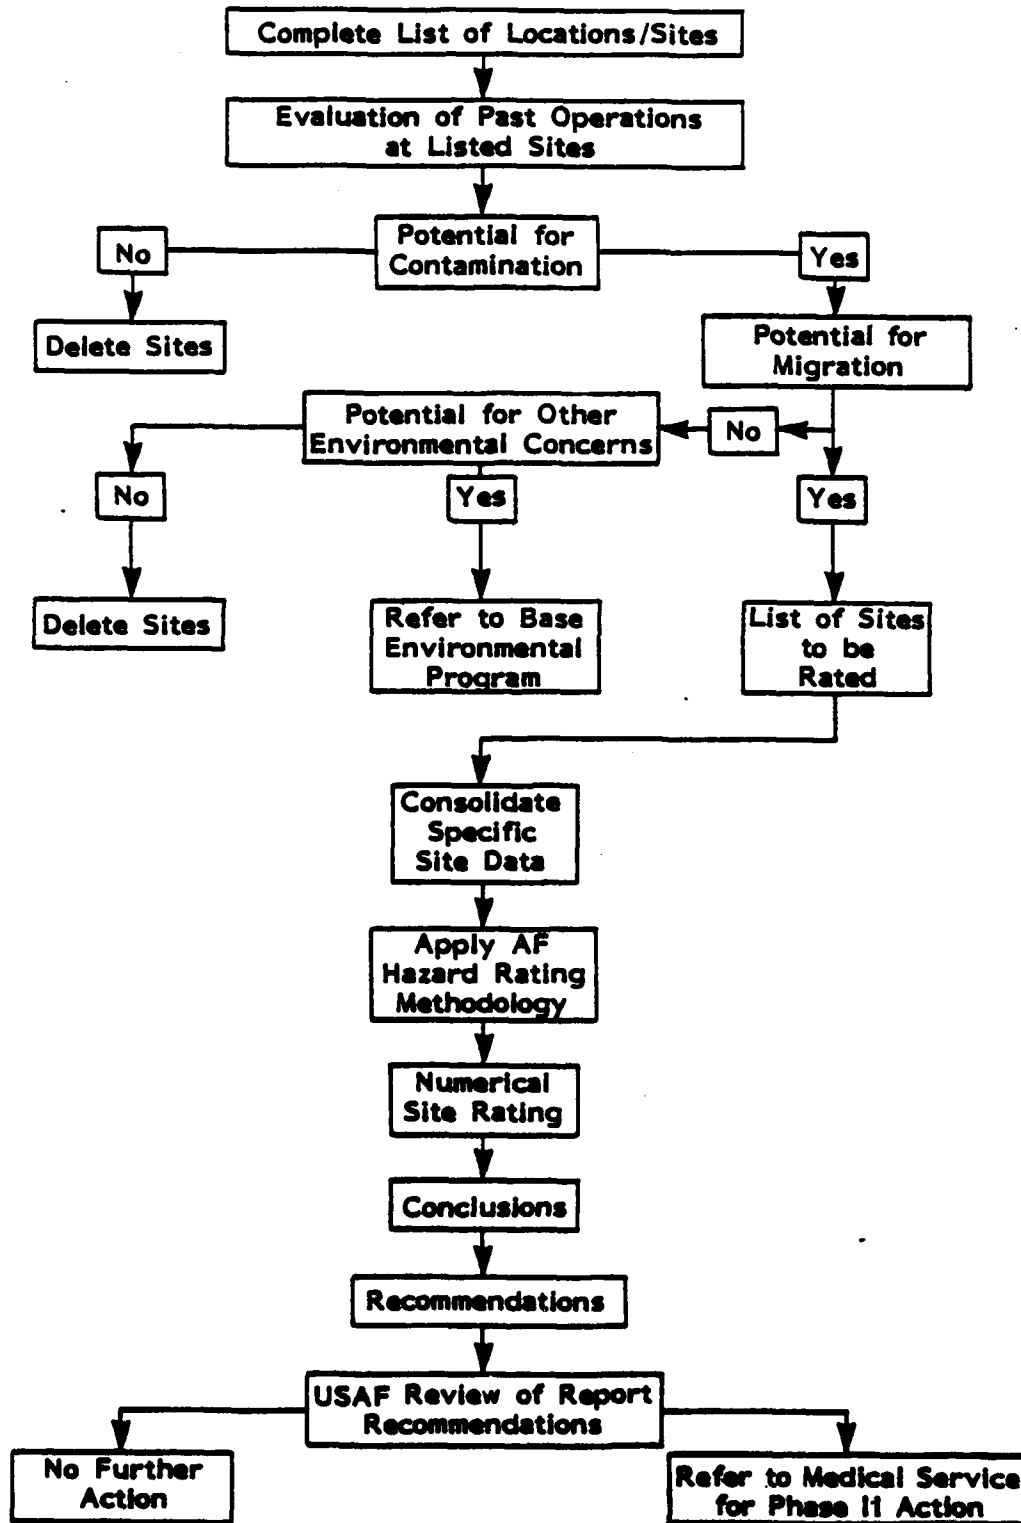 Complete List of Locations/Sites
Evaluation of Past Operations
at Listed Sites
Potential for
Contamination
No
Yes
Delete Sites
Potential for
Migration
Potential for Other
Environmental Concerns
No
No
Yes
Yes
Delete Sites
Refer to Base
Environmental
Program
List of Sites
to be
Rated
Consolidate
Specific
Site Data
Apply AF
Hazard Rating
Methodology
Numerical
Site Rating
Conclusions
Recommendations
USAF Review of Report
Recommendations
No Further
Action
Refer to Medical Service
for Phase II Action